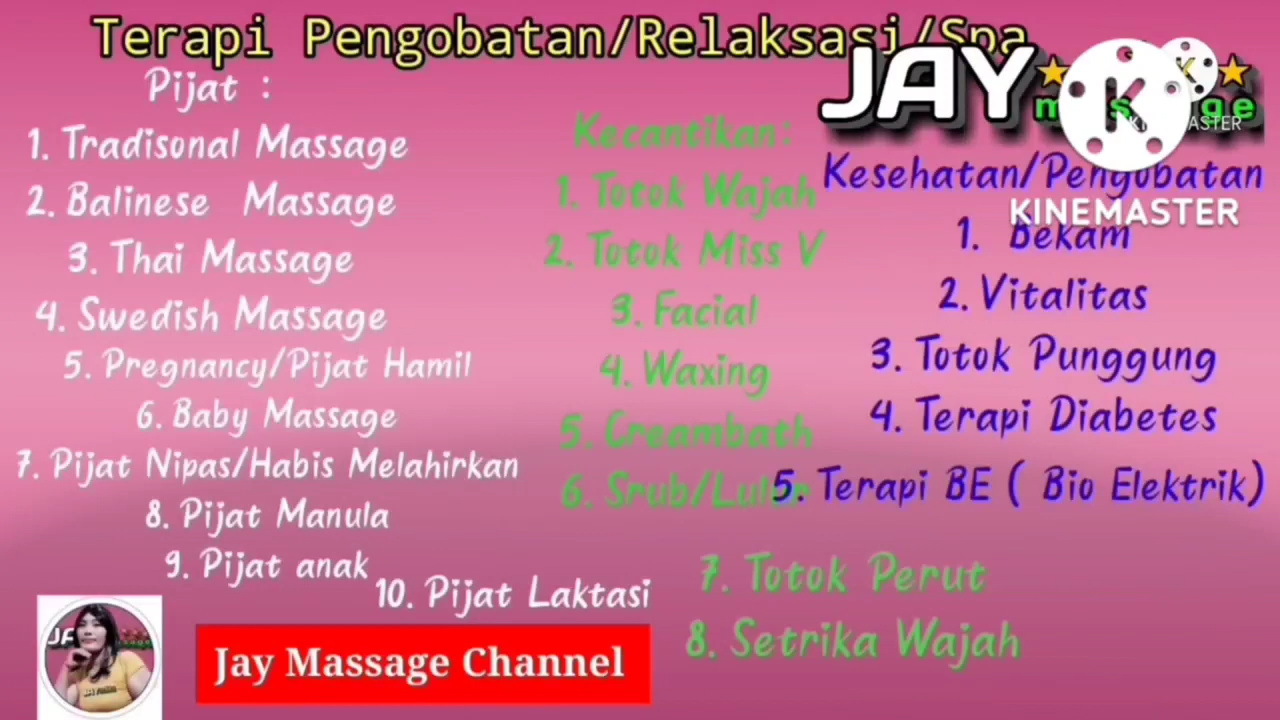 Terapi Pengobatan/Relaksasi/Spa
JAY
Pijat :
1. Tradisonal Massage
2. Balinese Massage
3. Thai Massage
4. Swedish Massage
5. Pregnancy/Pijat Hamil
6. Baby Massage
7. Pijat Nipas/Habis Melahirkan
8. Pijat Manula
9. Pijat anak
10. Pijat Laktasi
Kecantikan:
1. Totok Wajah
2. Totok Miss V
3. Facial
4. Waxing
5. Creambath
6. Srub/Lulur
7. Totok Perut
8. Setrika Wajah
Kesehatan/Pengobatan
KINEMASTER
1. Bekam
2. Vitalitas
3. Totok Punggung
4. Terapi Diabetes
5. Terapi BE ( Bio Elektrik)
Jay Massage Channel